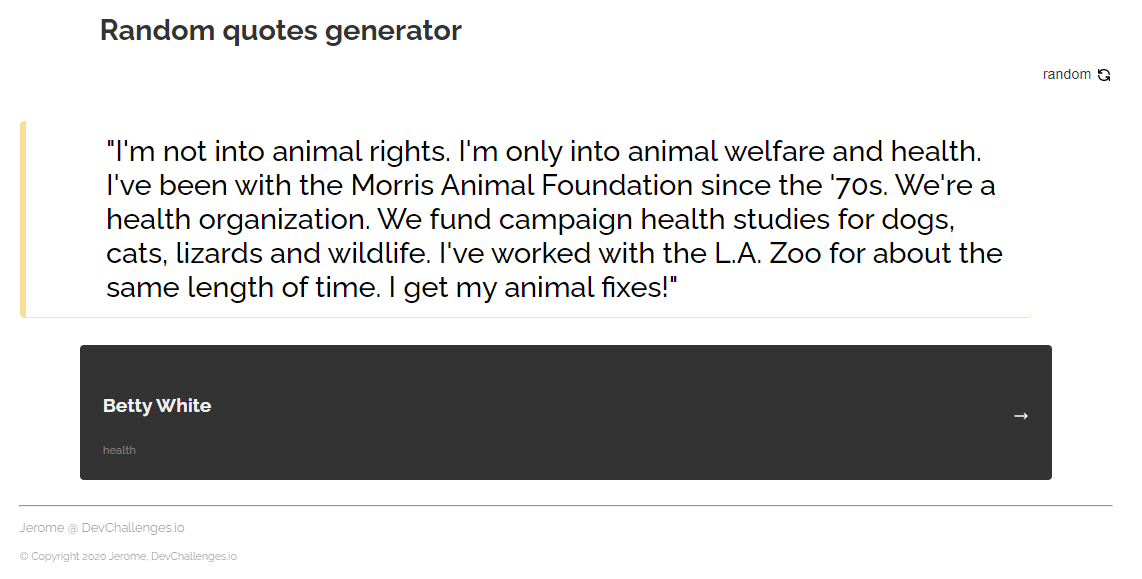 Random quotes generator
random
"I'm not into animal rights. I'm only into animal welfare and health.
I've been with the Morris Animal Foundation since the '70s. We're a
health organization. We fund campaign health studies for dogs,
cats, lizards and wildlife. I've worked with the L.A. Zoo for about the
same length of time. I get my animal fixes!"
Betty White
→
health
Jerome @ DevChallenges.io
© Copyright 2020 Jerome, DevChallenges.io